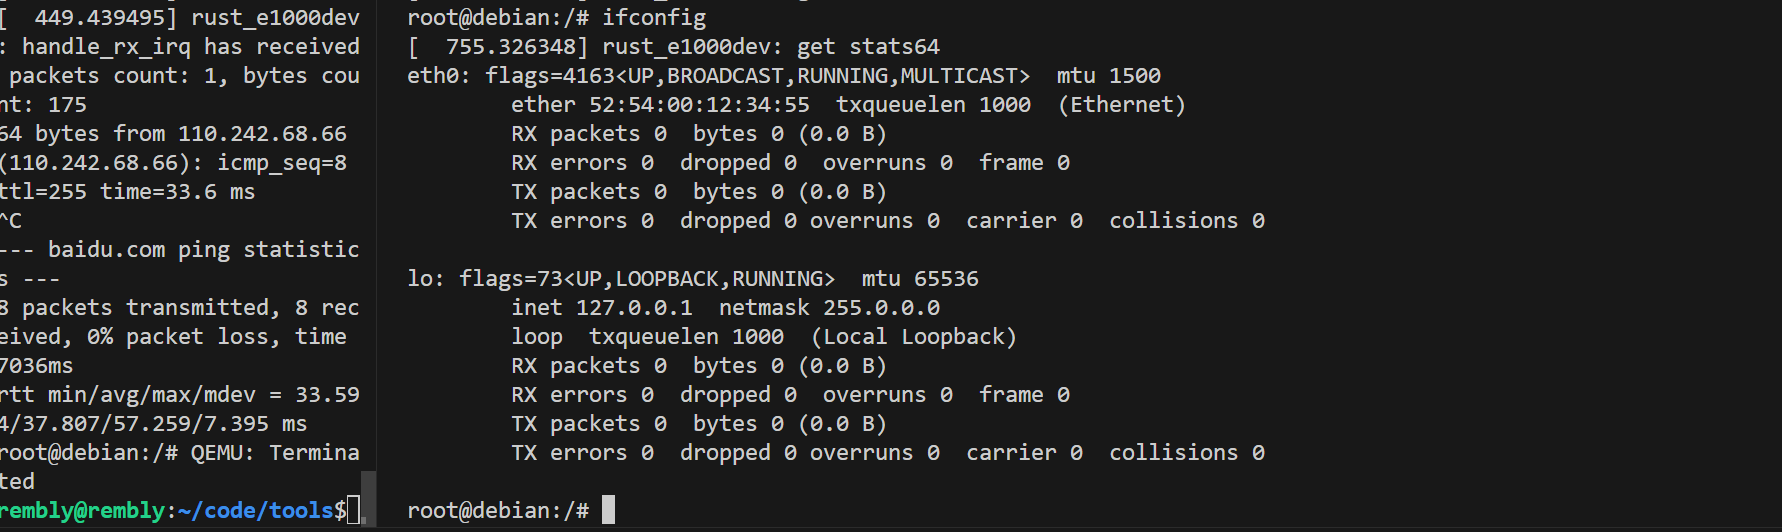 [  449.439495] rust_e1000dev
: handle_rx_irq has received
 packets count: 1, bytes cou
nt: 175
64 bytes from 110.242.68.66
(110.242.68.66): icmp_seq=8
ttl=255 time=33.6 ms
^C
--- baidu.com ping statistic
s ---
8 packets transmitted, 8 rec
eived, 0% packet loss, time
7036ms
rtt min/avg/max/mdev = 33.59
4/37.807/57.259/7.395 ms
root@debian:/# QEMU: Termina
ted
rembly@rembly:~/code/tools$
root@debian:/# ifconfig
[  755.326348] rust_e1000dev: get stats64
eth0: flags=4163<UP,BROADCAST,RUNNING,MULTICAST>  mtu 1500
        ether 52:54:00:12:34:55  txqueuelen 1000  (Ethernet)
        RX packets 0  bytes 0 (0.0 B)
        RX errors 0  dropped 0  overruns 0  frame 0
        TX packets 0  bytes 0 (0.0 B)
        TX errors 0  dropped 0 overruns 0  carrier 0  collisions 0
lo: flags=73<UP,LOOPBACK,RUNNING>  mtu 65536
        inet 127.0.0.1  netmask 255.0.0.0
        loop  txqueuelen 1000  (Local Loopback)
        RX packets 0  bytes 0 (0.0 B)
        RX errors 0  dropped 0  overruns 0  frame 0
        TX packets 0  bytes 0 (0.0 B)
        TX errors 0  dropped 0 overruns 0  carrier 0  collisions 0
root@debian:/#